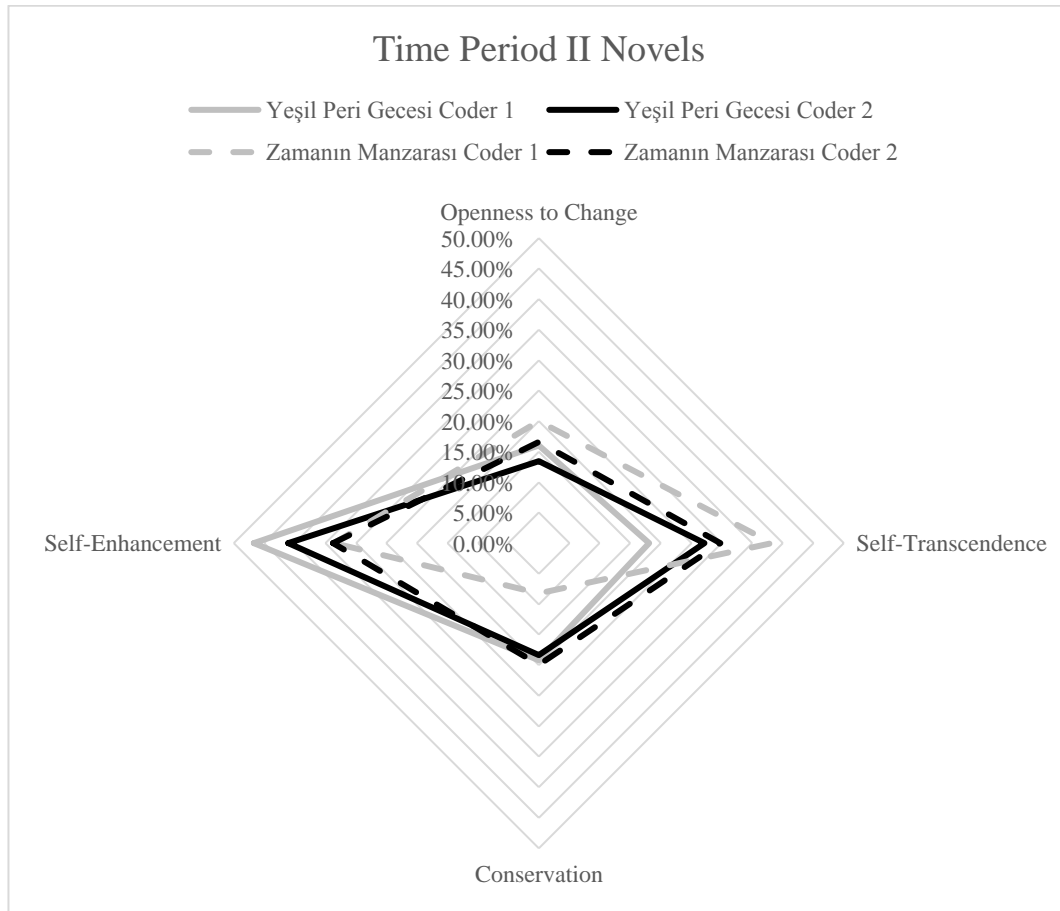 Time Period II Novels
Yeşil Peri Gecesi Coder 1 Yeşil Peri Gecesi Coder 2
Zamanın Manzarası Coder 1 Zamanın Manzarası Coder 2
Openness to Change
50.00%
45.00%
40.00%
35.00%
30.00%
25.00%
20.00%
15.00%
10.00%
5.00%
Self-Enhancement 0.00% Self-Transcendence
Conservation